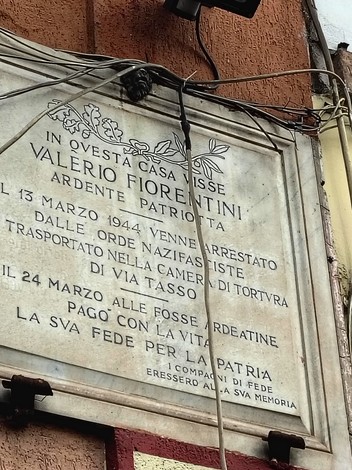 IN QVESTA CASA VISSE
VALERIO FIORENTINI
ARDENTE PATRIOTTA
IL 13 MARZO 1944 VENNE ARRESTATO
DALLE ORDE NAZIFASCISTE
TRASPORTATO NELLA CAMERA DI TORTVRA
DI VIA TASSO
IL 24 MARZO ALLE FOSSE ARDEATINE
PAGO' CON LA VITA
LA SVA FEDE PER LA PATRIA
I COMPAGNI DI FEDE
ERESSERO ALLA SVA MEMORIA